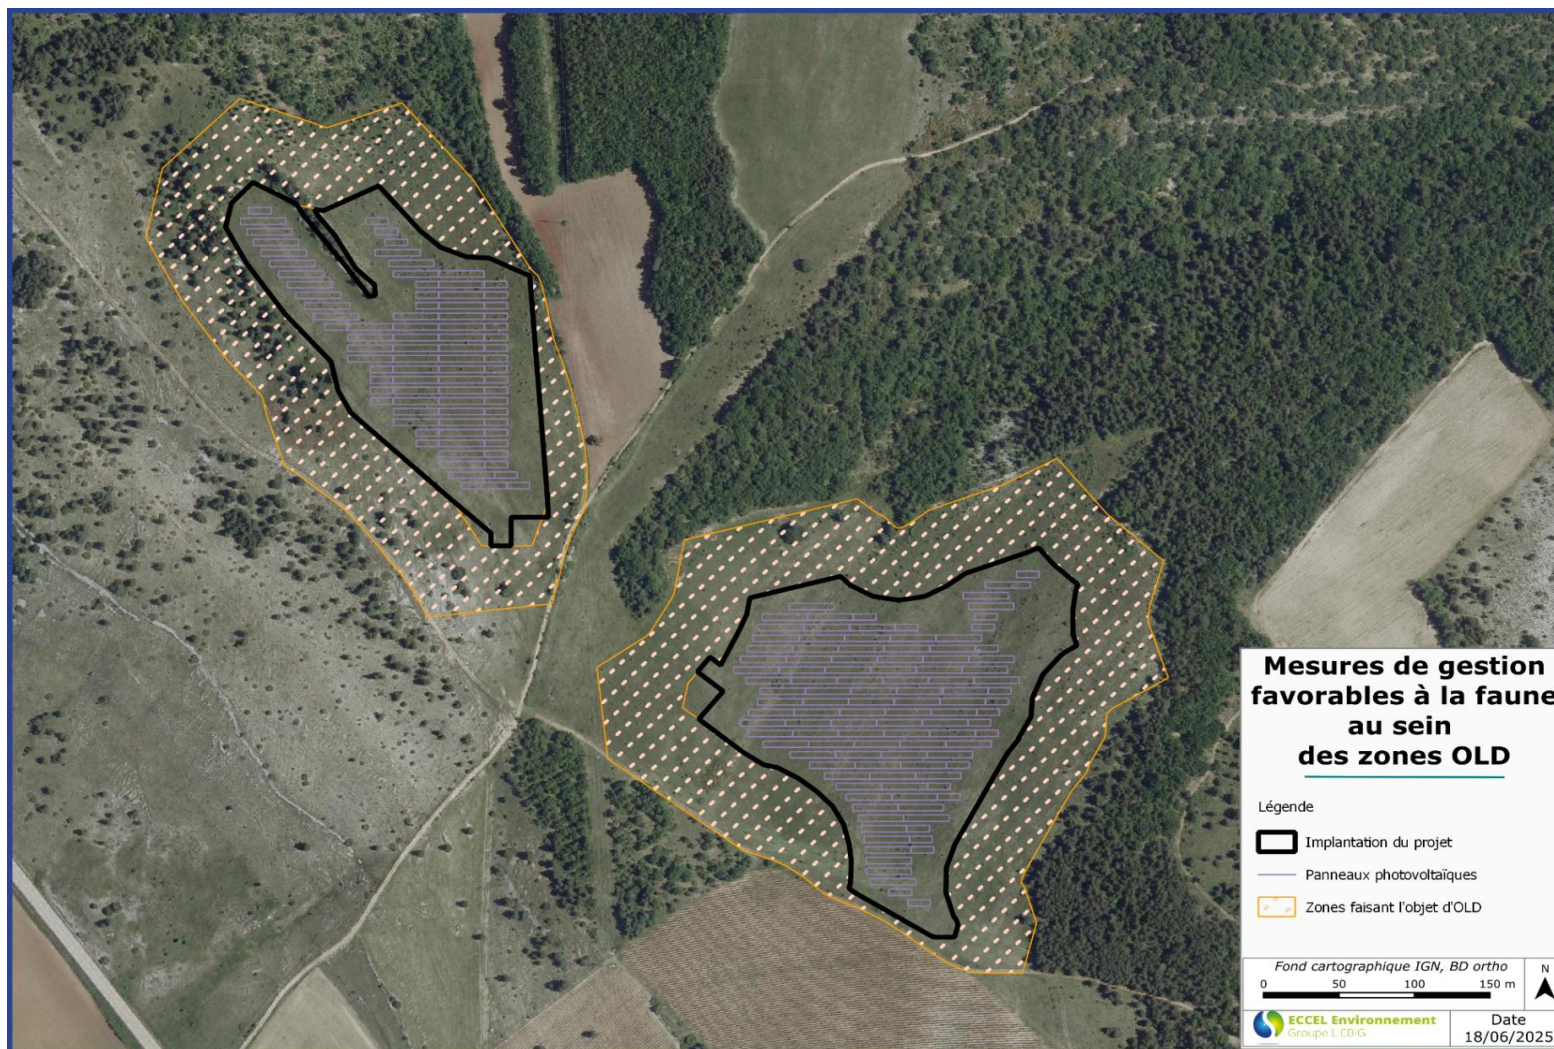 Mesures de gestion
favorables à la faune
au sein
des zones OLD
Légende
Implantation du projet
Panneaux photovoltaïques
Zones faisant l'objet d'OLD
Fond cartographique IGN, BD ortho
0 50 100 150 m
N
ECCEL Environnement
Groupe LIEBIG
Date
18/06/2025